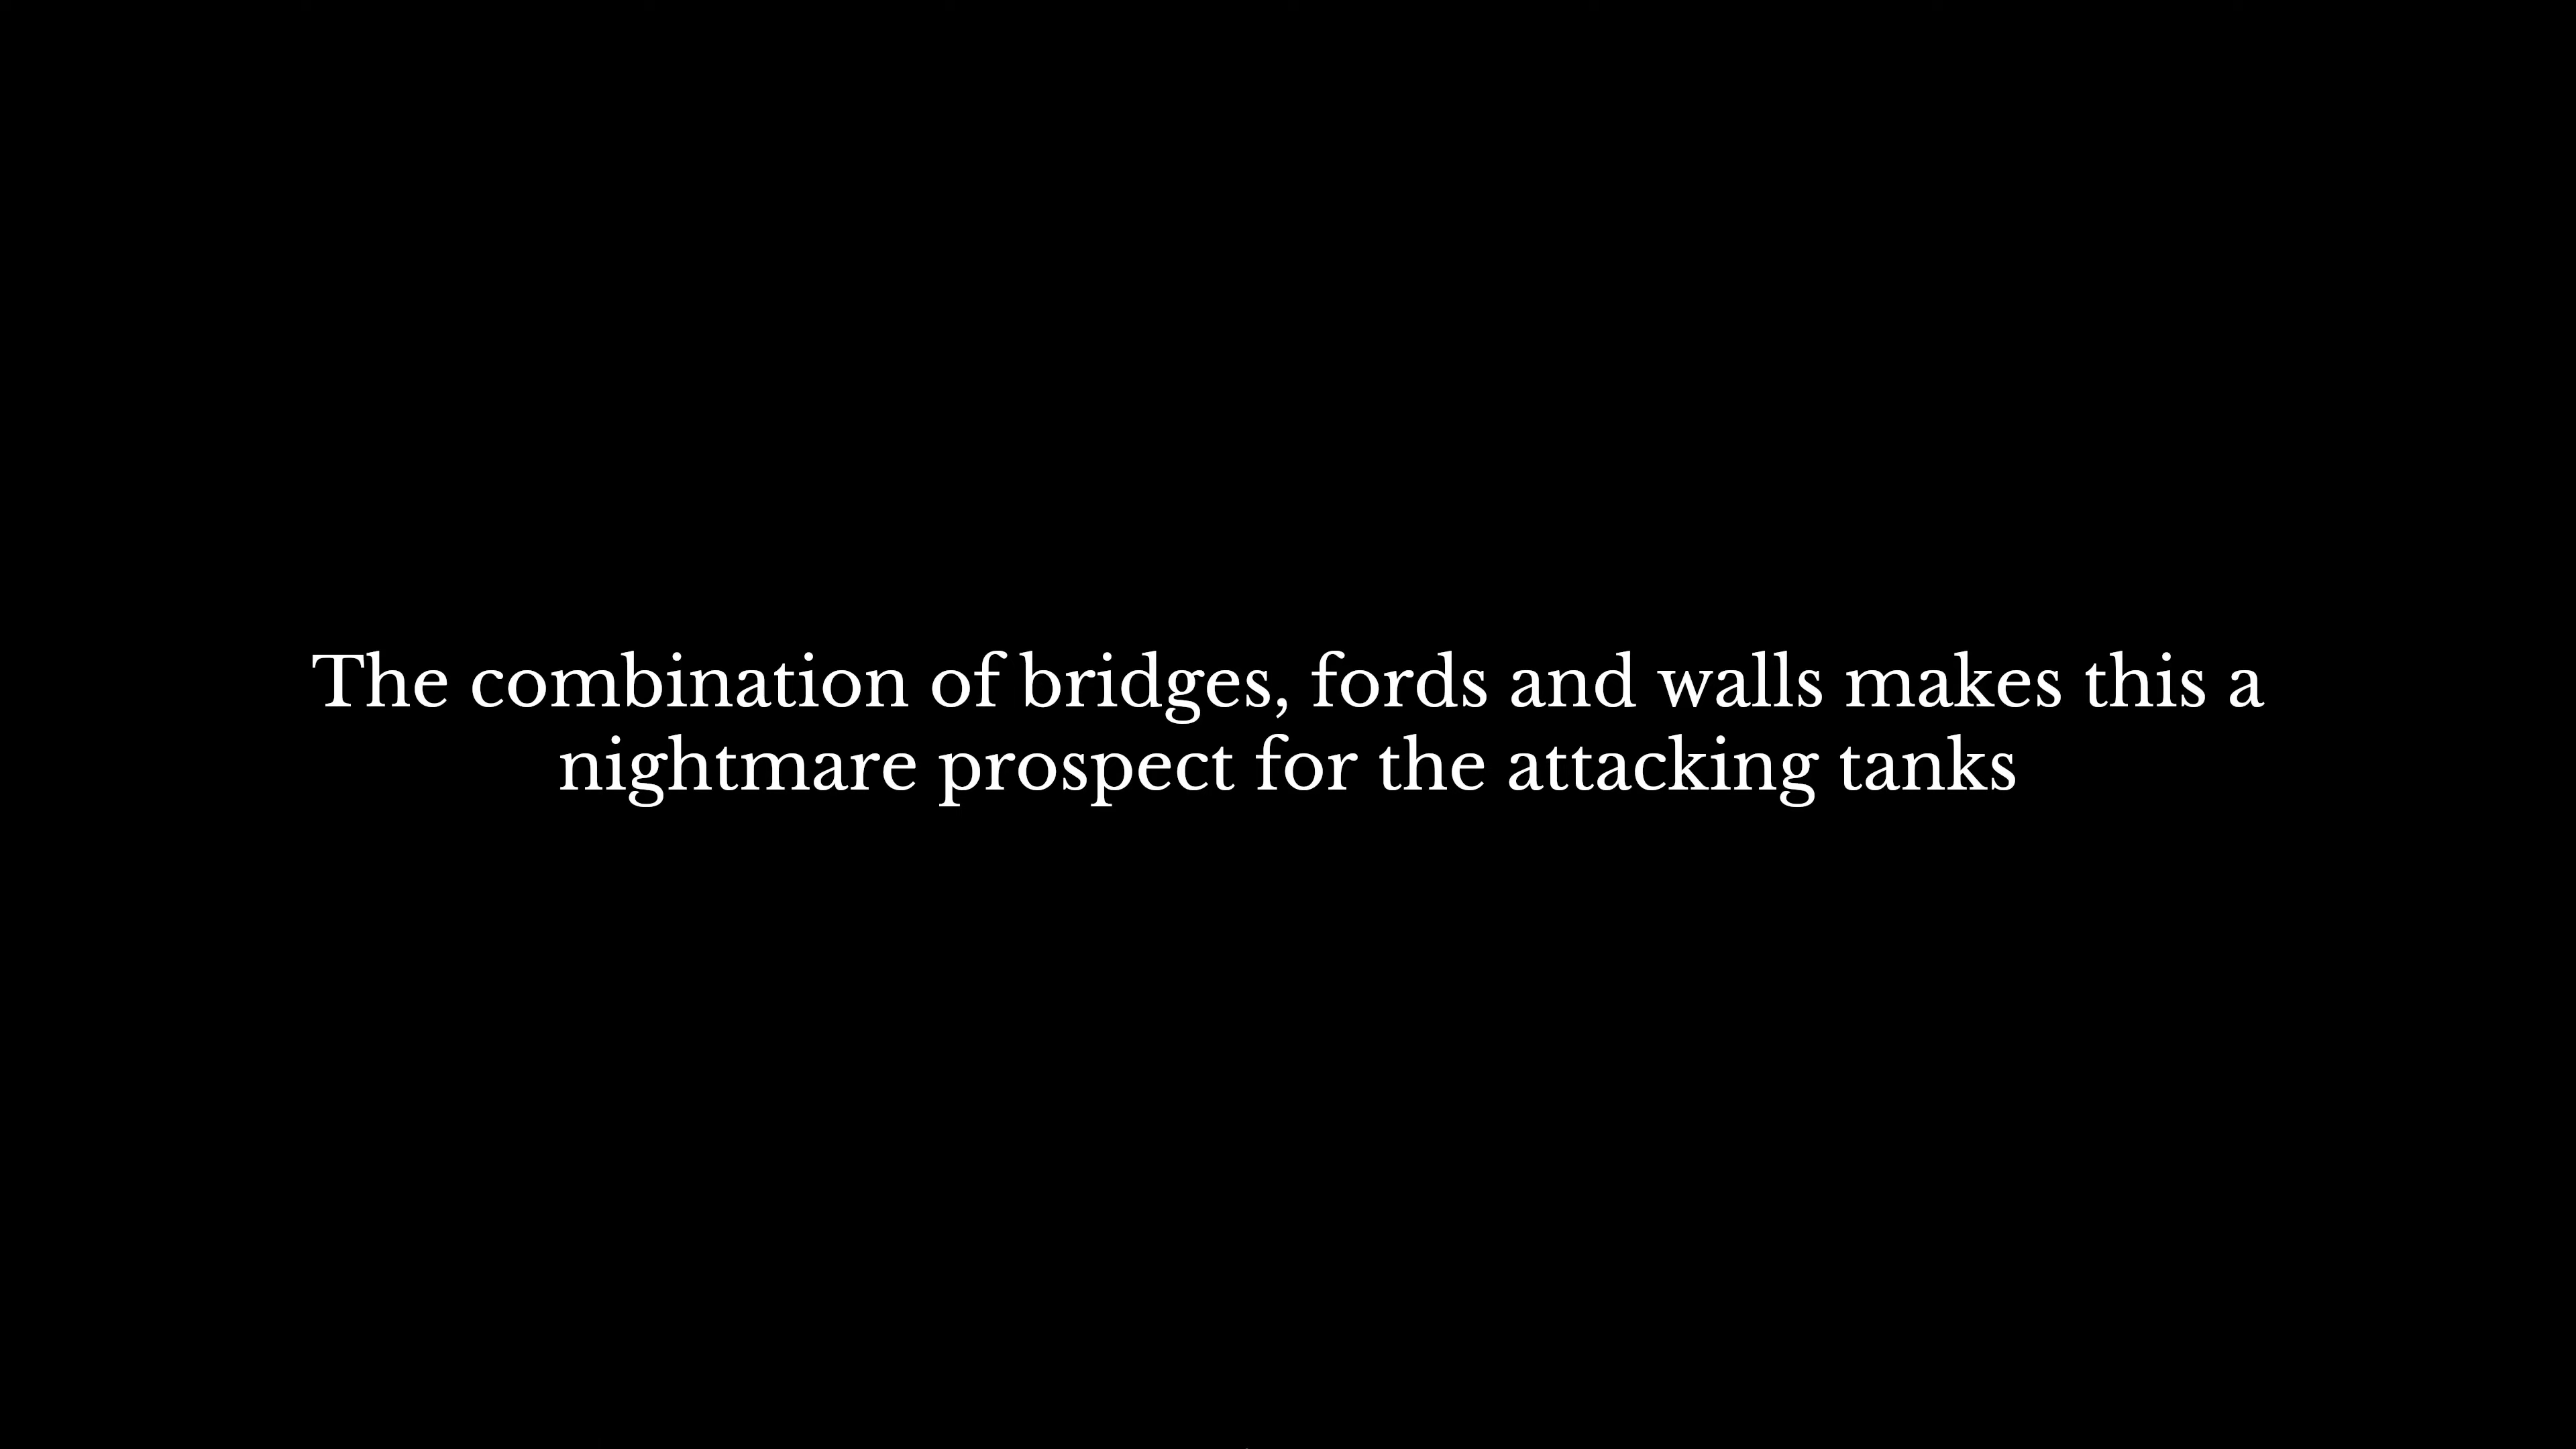 The combination of bridges, fords and walls makes this a
nightmare prospect for the attacking tanks